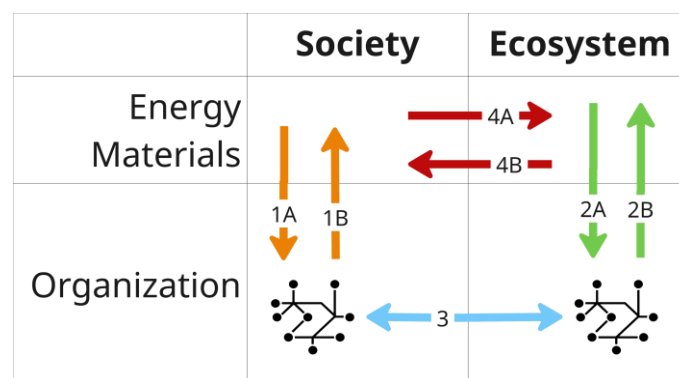 Society Ecosystem
Energy
Materials
4A
4B
1A 1B 2A 2B
Organization
3